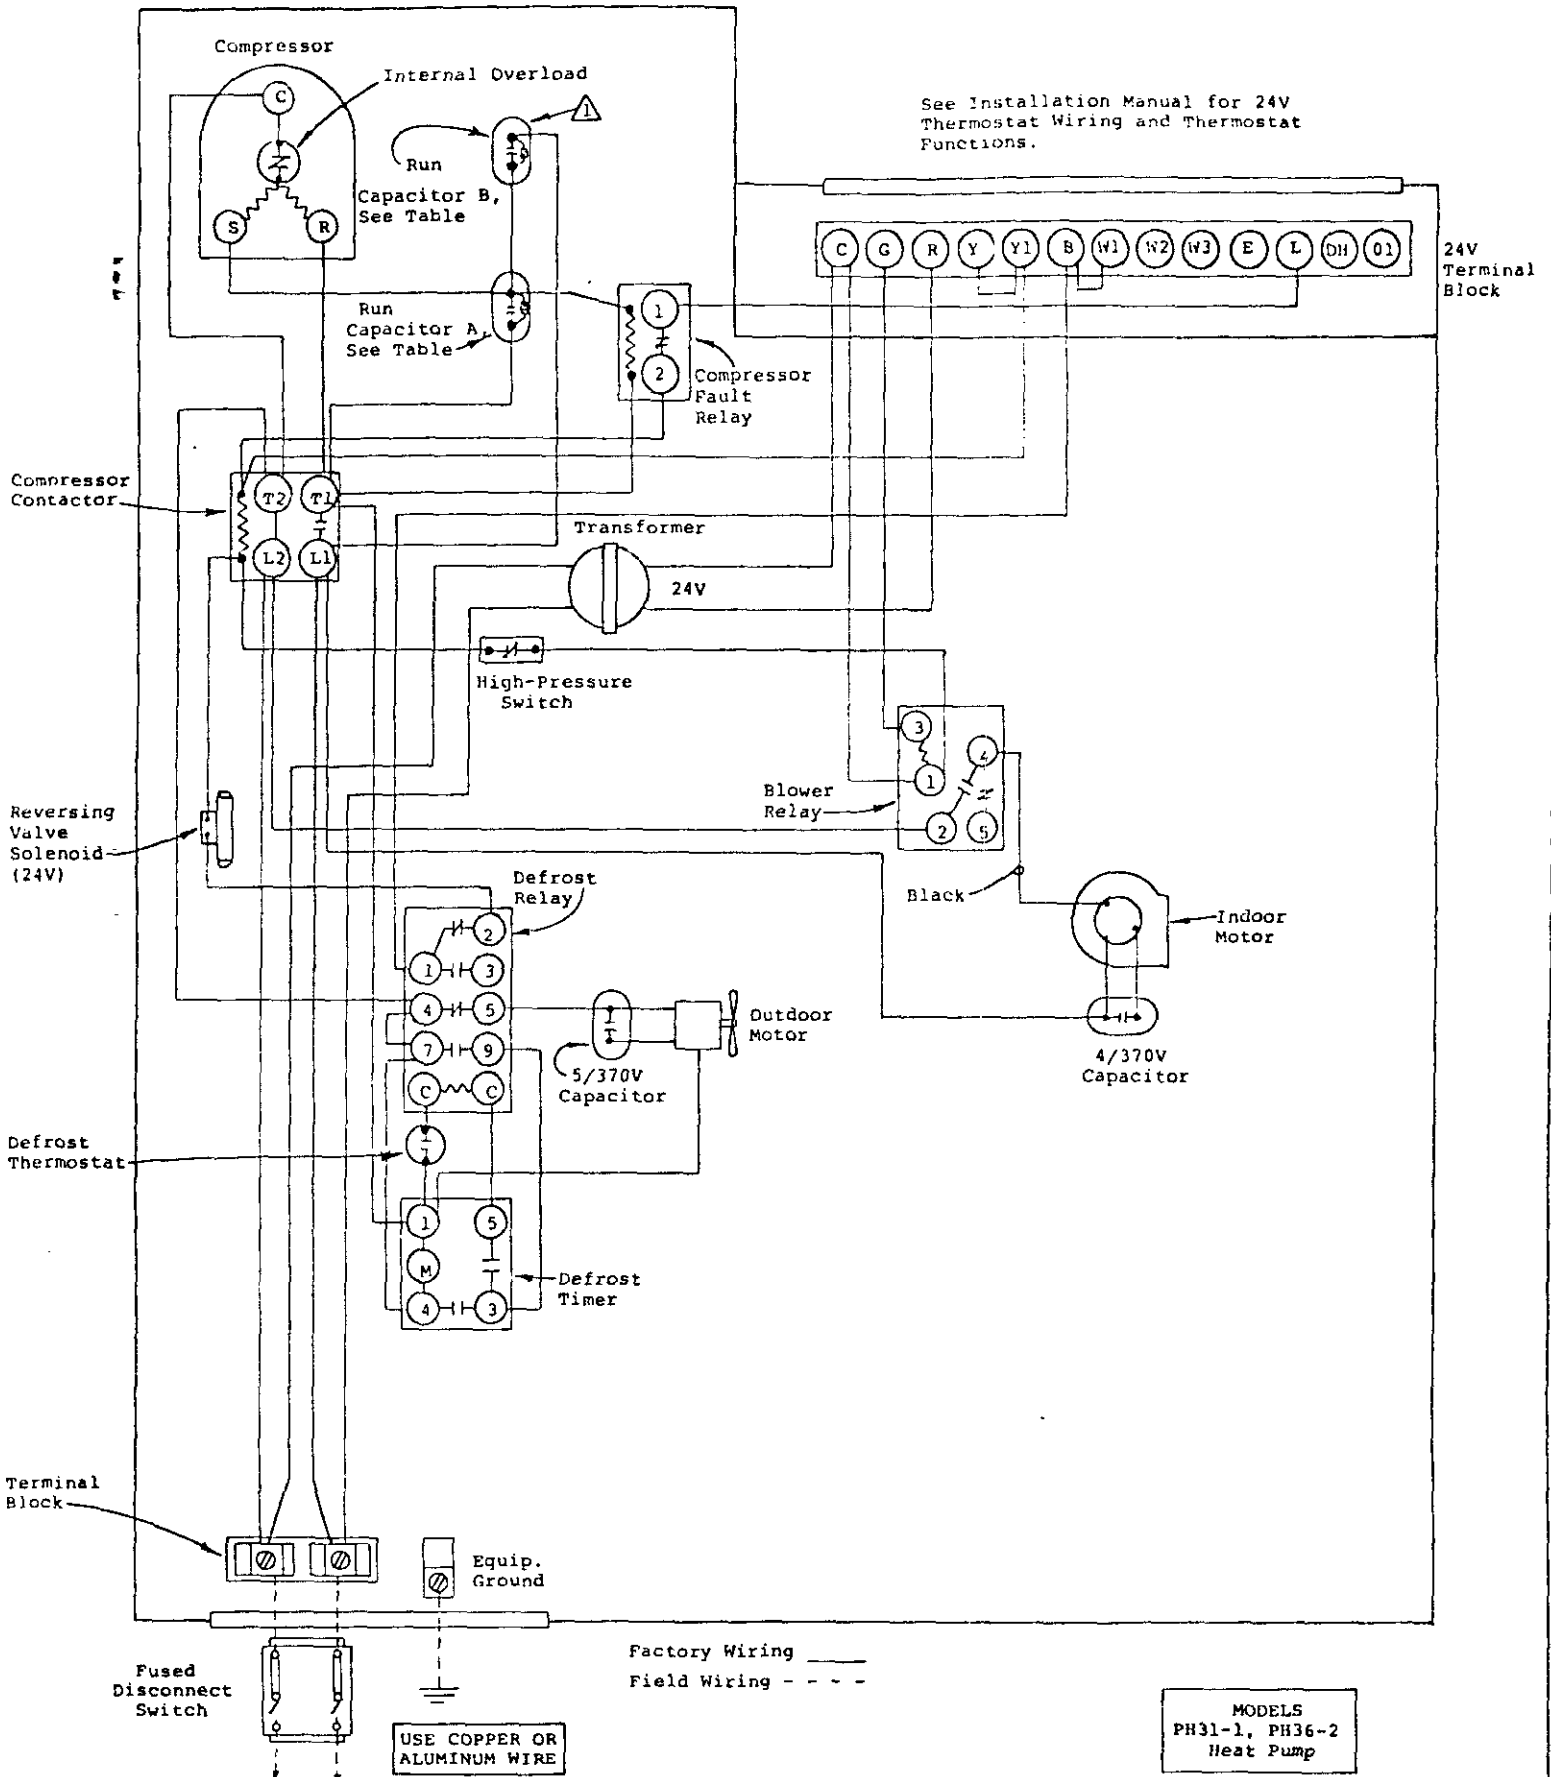 Compressor
Internal Overload
C
S
R
1
Run
Capacitor B,
See Table
Run
Capacitor A,
See Table
See Installation Manual for 24V
Thermostat Wiring and Thermostat
Functions.
C G R Y Y1 B W1 W2 W3 E L DH O1
24V
Terminal
Block
1
2
Compressor
Fault
Relay
Compressor
Contactor
T2 T1
L2 L1
Transformer
24V
High-Pressure
Switch
3
4
1
2 5
Blower
Relay
Black
Indoor
Motor
4/370V
Capacitor
Reversing
Valve
Solenoid
(24V)
Defrost
Relay
2
1 3
4 5
7 9
C C
5/370V
Capacitor
Outdoor
Motor
Defrost
Thermostat
1 5
M
4 3
Defrost
Timer
Terminal
Block
Equip.
Ground
Factory Wiring
Field Wiring
Fused
Disconnect
Switch
USE COPPER OR
ALUMINUM WIRE
MODELS
PH31-1, PH36-2
Heat Pump